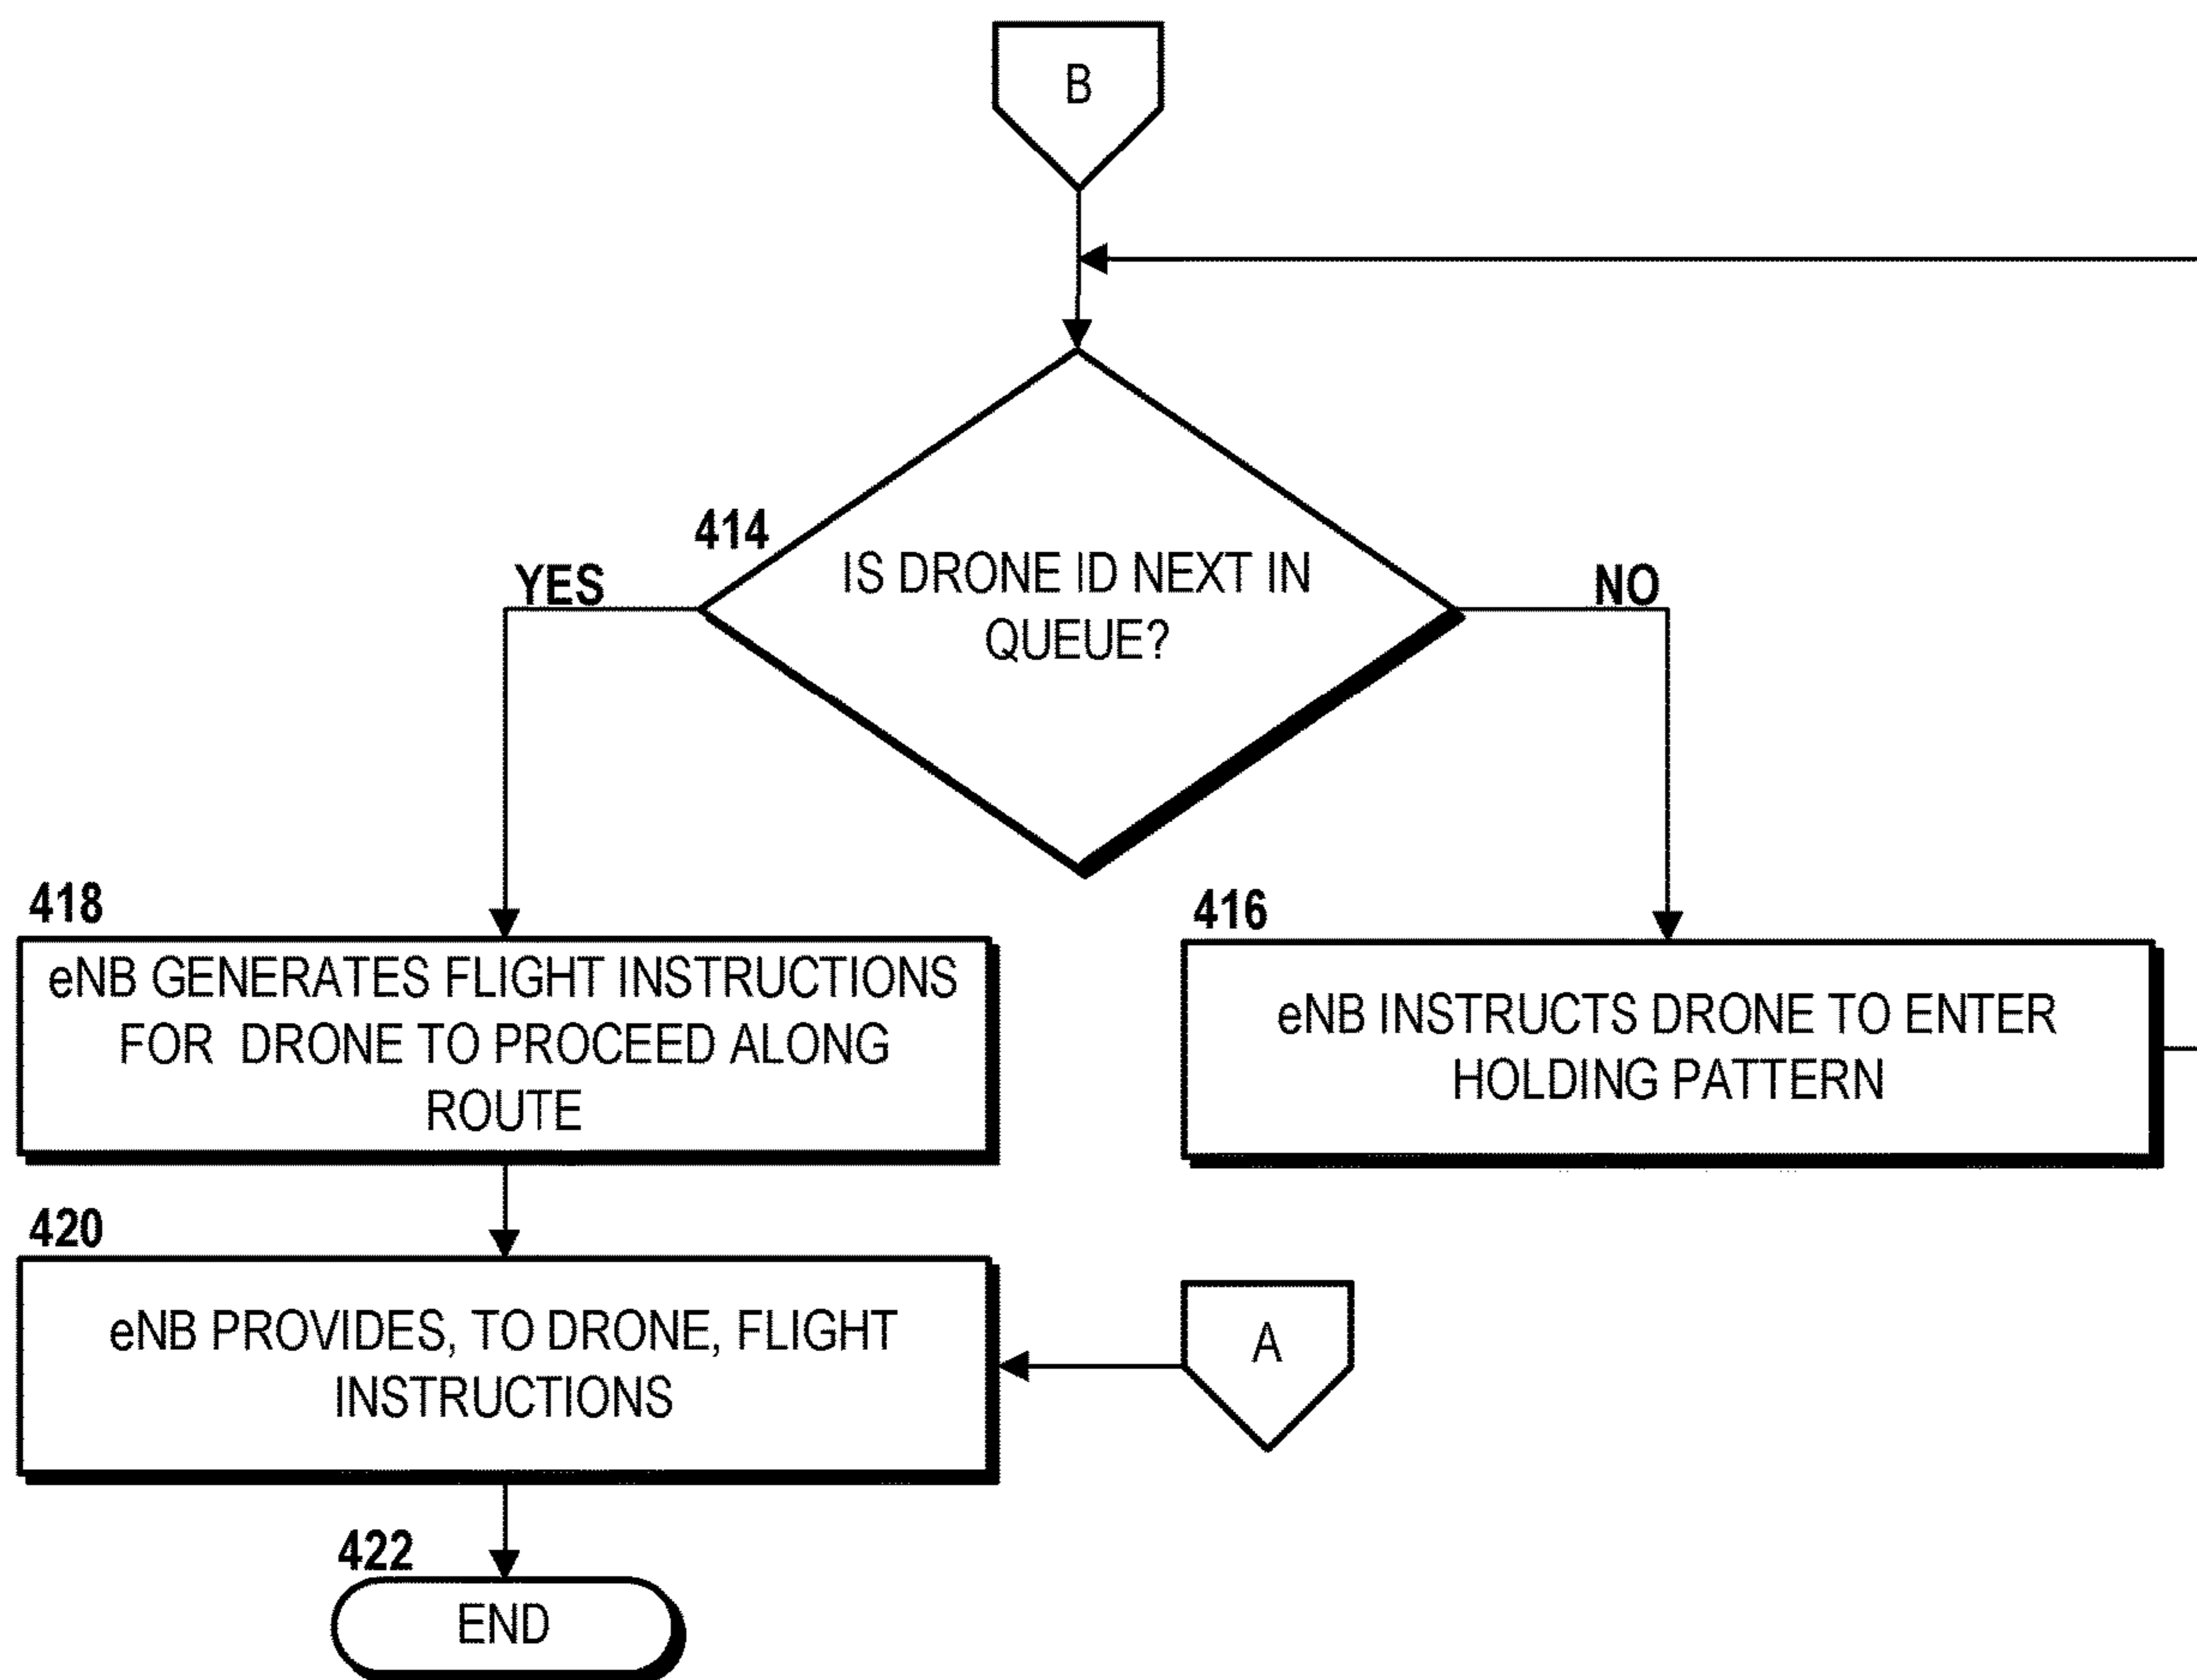 B
414
IS DRONE ID NEXT IN
QUEUE?
YES
NO
418
eNB GENERATES FLIGHT INSTRUCTIONS
FOR DRONE TO PROCEED ALONG
ROUTE
416
eNB INSTRUCTS DRONE TO ENTER
HOLDING PATTERN
420
eNB PROVIDES, TO DRONE, FLIGHT
INSTRUCTIONS
A
422
END